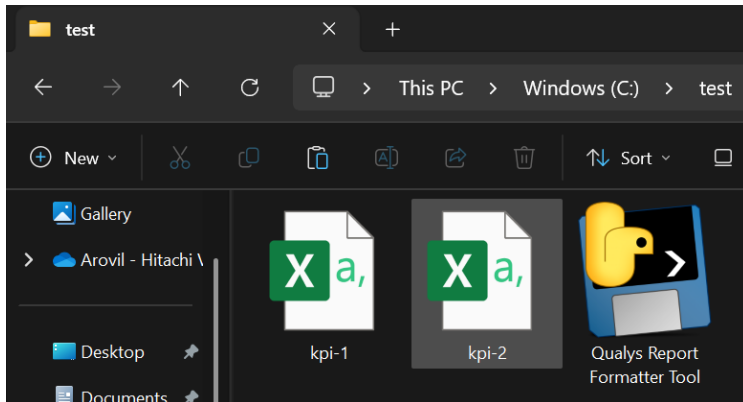 test
This PC > Windows (C:) > test
New
Sort
Gallery
Arovil - Hitachi
Desktop
Documents
X a,
kpi-1
X a,
kpi-2
Qualys Report
Formatter Tool